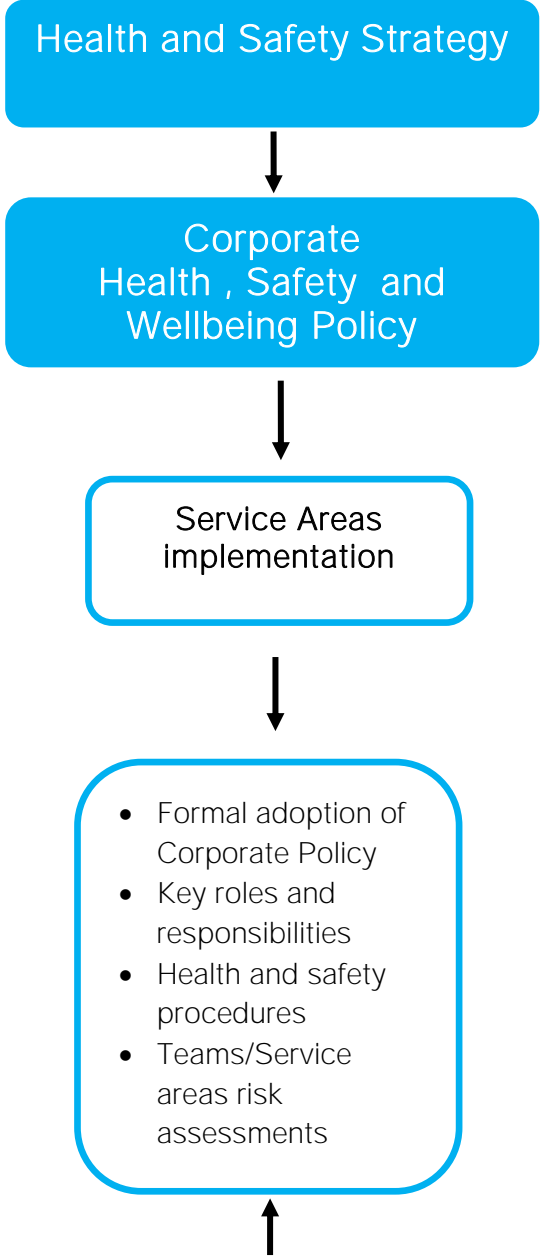 Health and Safety Strategy
Corporate
Health , Safety  and
Wellbeing Policy
Service Areas
implementation
• Formal adoption of
Corporate Policy
• Key roles and
responsibilities
• Health and safety
procedures
• Teams/Service
areas risk
assessments